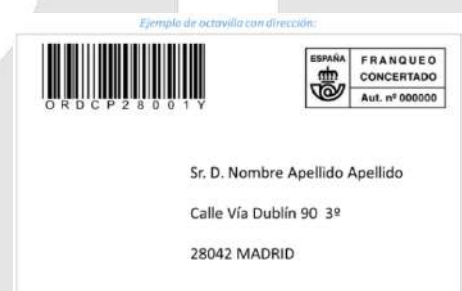 Ejemplo de octavilla con dirección:
ORDCP28001Y
ESPAÑA
FRANQUEO
CONCERTADO
Aut. nº 000000
Sr. D. Nombre Apellido Apellido
Calle Vía Dublín 90 3º
28042 MADRID